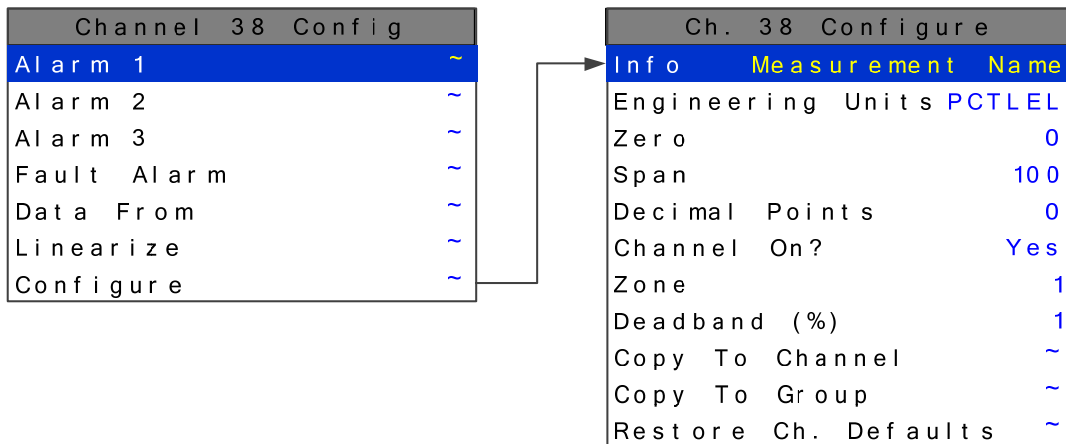 Channel 38 Config
Alarm 1 ~
Alarm 2 ~
Alarm 3 ~
Fault Alarm ~
Data From ~
Linearize ~
Configure ~
Ch. 38 Configure
Info Measurement Name
Engineering Units PCTLEL
Zero 0
Span 100
Decimal Points 0
Channel On? Yes
Zone 1
Deadband (%) 1
Copy To Channel ~
Copy To Group ~
Restore Ch. Defaults ~